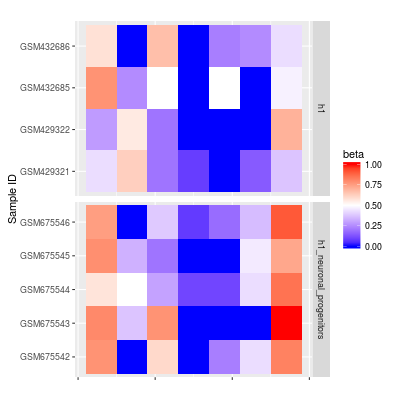 GSM432686
GSM432685
GSM429322
GSM429321
h1
GSM675546
GSM675545
GSM675544
GSM675543
GSM675542
h1_neuronal_progenitors
Sample ID
beta
1.00
0.75
0.50
0.25
0.00